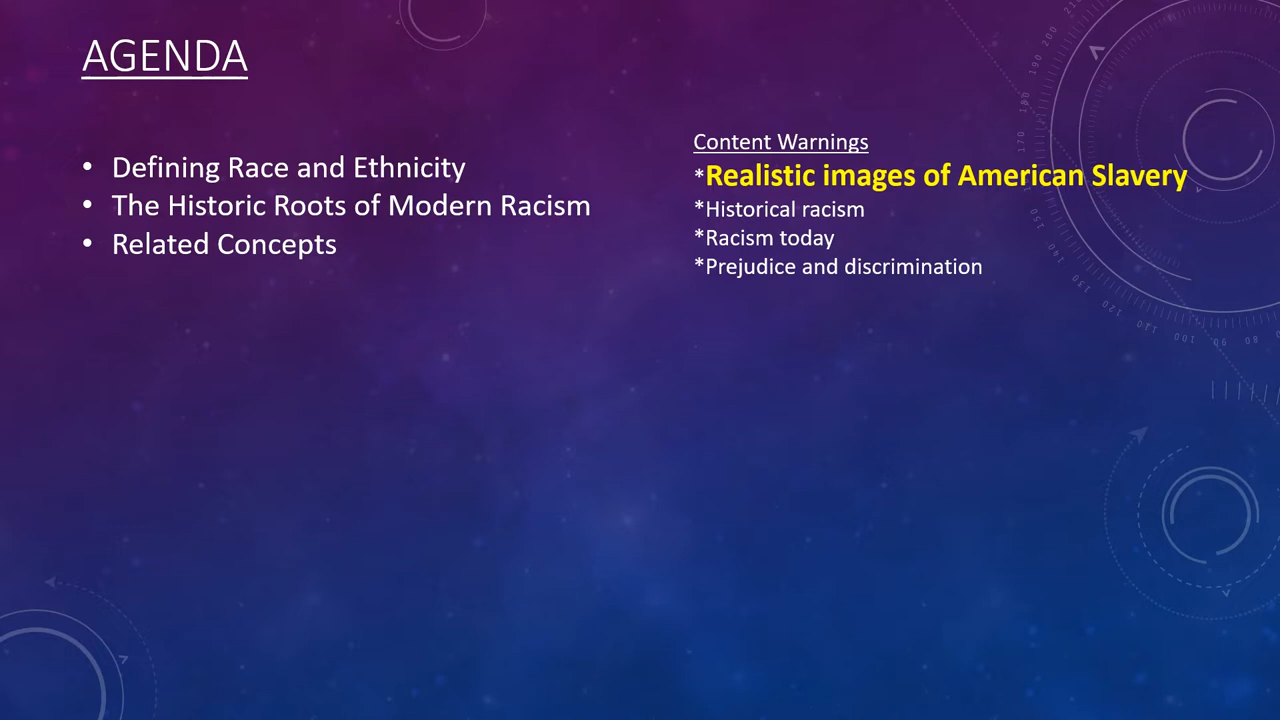 AGENDA
• Defining Race and Ethnicity
• The Historic Roots of Modern Racism
• Related Concepts
Content Warnings
*Realistic images of American Slavery
*Historical racism
*Racism today
*Prejudice and discrimination